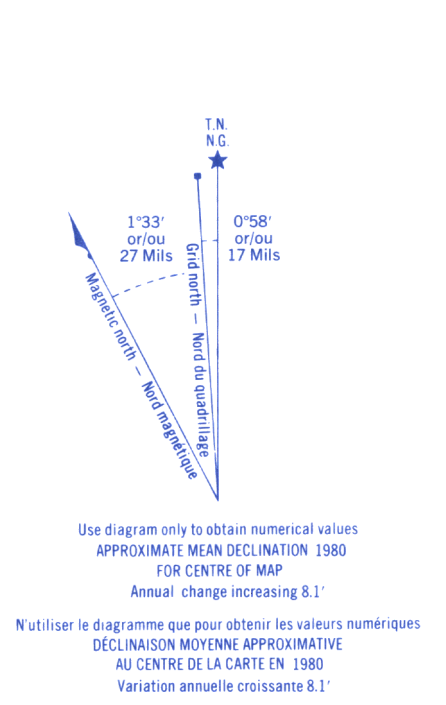 T.N.
N.G.
1°33′
or/ou
27 Mils
0°58′
or/ou
17 Mils
Grid north — Nord du quadrillage
Magnetic north — Nord magnétique
Use diagram only to obtain numerical values
APPROXIMATE MEAN DECLINATION 1980
FOR CENTRE OF MAP
Annual change increasing 8.1′
N'utiliser le diagramme que pour obtenir les valeurs numériques
DÉCLINAISON MOYENNE APPROXIMATIVE
AU CENTRE DE LA CARTE EN 1980
Variation annuelle croissante 8.1′